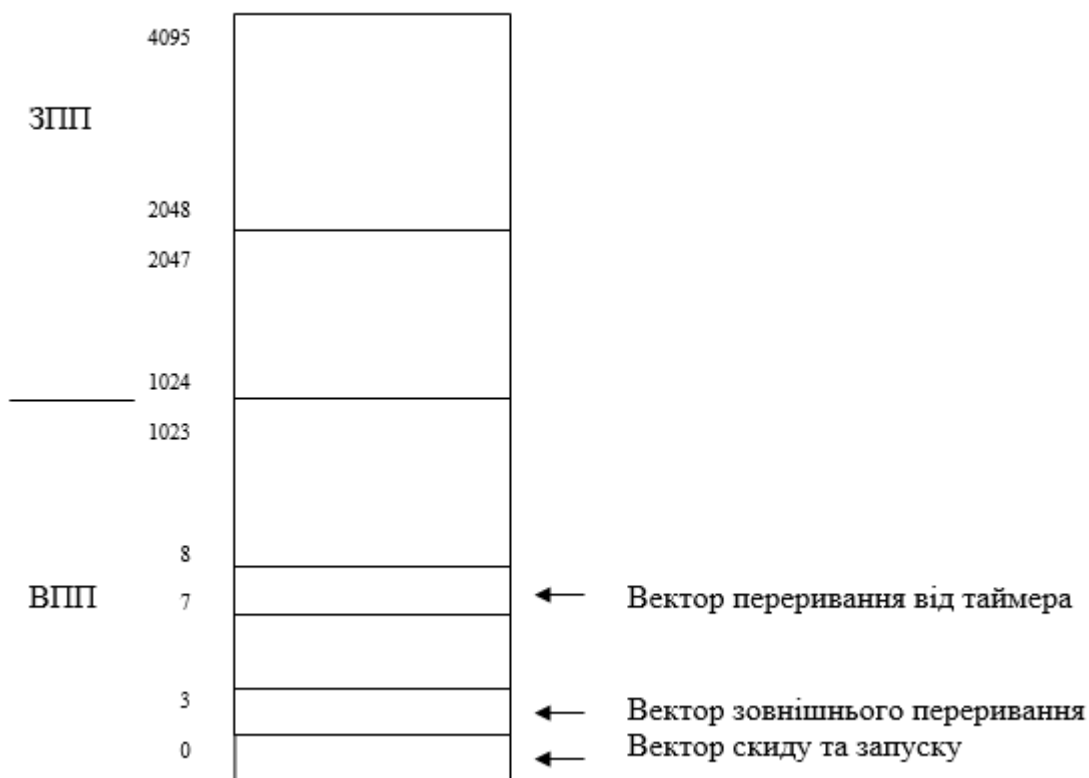 4095
ЗПП
2048
2047
1024
1023
8
ВПП
7
Вектор переривання від таймера
3
Вектор зовнішнього переривання
0
Вектор скиду та запуску